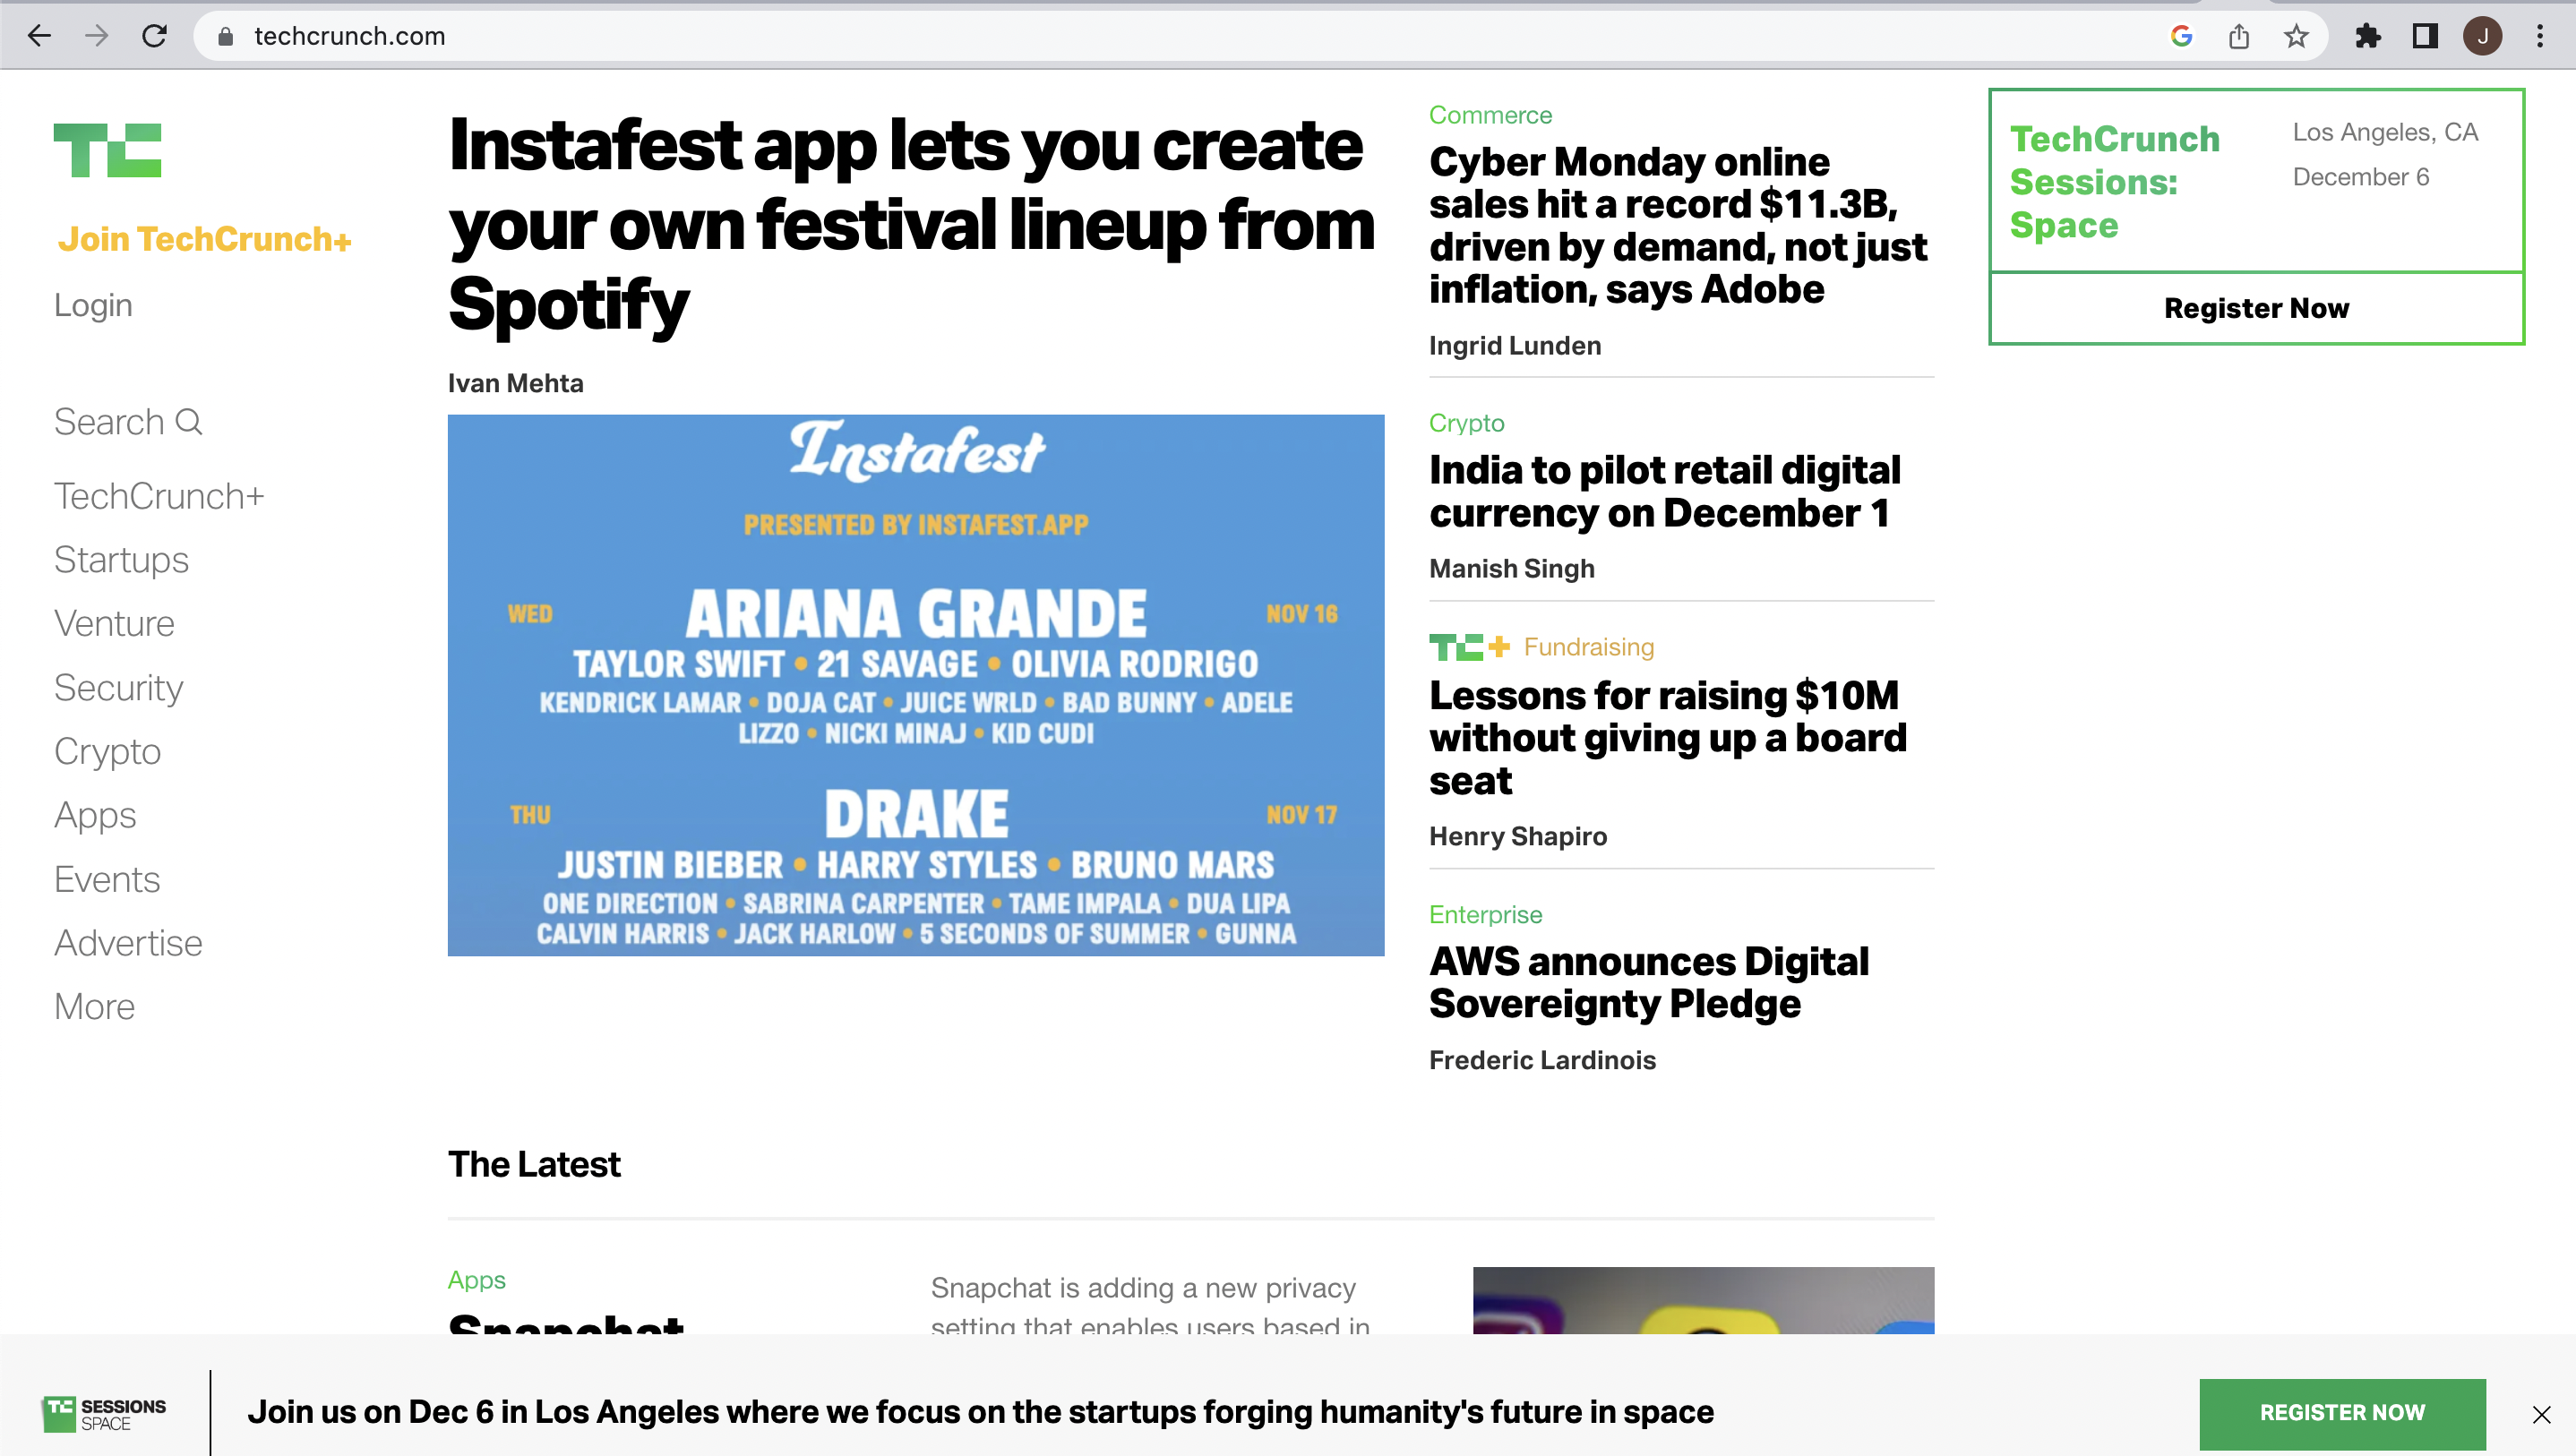 techcrunch.com
J
TC
Join TechCrunch+
Login
Search
TechCrunch+
Startups
Venture
Security
Crypto
Apps
Events
Advertise
More
Instafest app lets you create
your own festival lineup from
Spotify
Ivan Mehta
Instafest
PRESENTED BY INSTAFEST.APP
WED ARIANA GRANDE NOV 16
TAYLOR SWIFT • 21 SAVAGE • OLIVIA RODRIGO
KENDRICK LAMAR • DOJA CAT • JUICE WRLD • BAD BUNNY • ADELE
LIZZO • NICKI MINAJ • KID CUDI
THU DRAKE NOV 17
JUSTIN BIEBER • HARRY STYLES • BRUNO MARS
ONE DIRECTION • SABRINA CARPENTER • TAME IMPALA • DUA LIPA
CALVIN HARRIS • JACK HARLOW • 5 SECONDS OF SUMMER • GUNNA
Commerce
Cyber Monday online
sales hit a record $11.3B,
driven by demand, not just
inflation, says Adobe
Ingrid Lunden
Crypto
India to pilot retail digital
currency on December 1
Manish Singh
TC+ Fundraising
Lessons for raising $10M
without giving up a board
seat
Henry Shapiro
Enterprise
AWS announces Digital
Sovereignty Pledge
Frederic Lardinois
TechCrunch
Sessions:
Space
Los Angeles, CA
December 6
Register Now
The Latest
Apps
Snapchat
Snapchat is adding a new privacy
setting that enables users based in
TC SESSIONS
SPACE
Join us on Dec 6 in Los Angeles where we focus on the startups forging humanity's future in space
REGISTER NOW